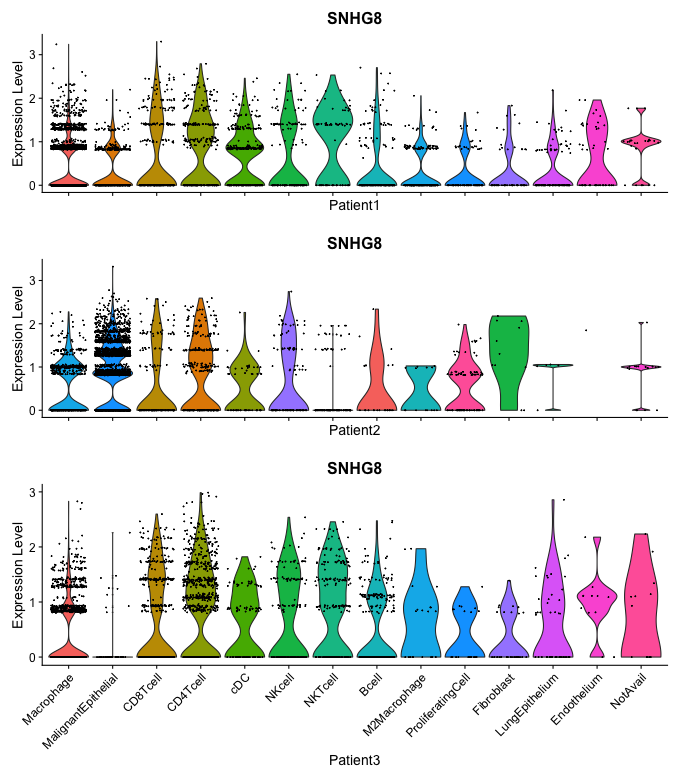 SNHG8
Expression Level
3
2
1
0
Patient1
SNHG8
Expression Level
3
2
1
0
Patient2
SNHG8
Expression Level
3
2
1
0
Macrophage
MalignantEpithelial
CD8Tcell
CD4Tcell
cDC
NKcell
NKTcell
Bcell
M2Macrophage
ProliferatingCell
Fibroblast
LungEpithelium
Endothelium
NotAvail
Patient3